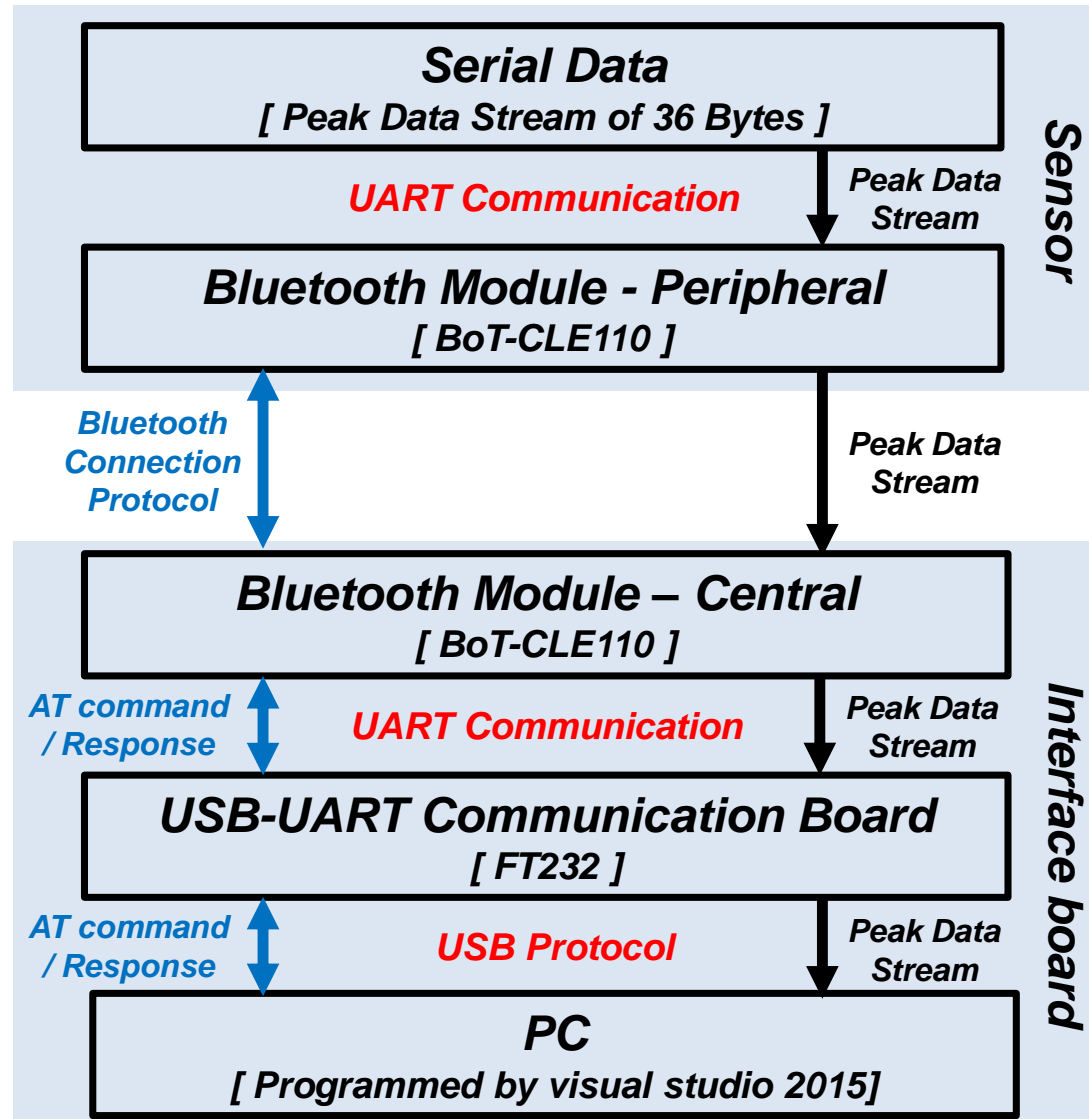 Serial Data
[ Peak Data Stream of 36 Bytes ]
Sensor
UART Communication
Peak Data
Stream
Bluetooth Module - Peripheral
[ BoT-CLE110 ]
Bluetooth
Connection
Protocol
Peak Data
Stream
Bluetooth Module – Central
[ BoT-CLE110 ]
Interface board
AT command
/ Response
UART Communication
Peak Data
Stream
USB-UART Communication Board
[ FT232 ]
AT command
/ Response
USB Protocol
Peak Data
Stream
PC
[ Programmed by visual studio 2015]